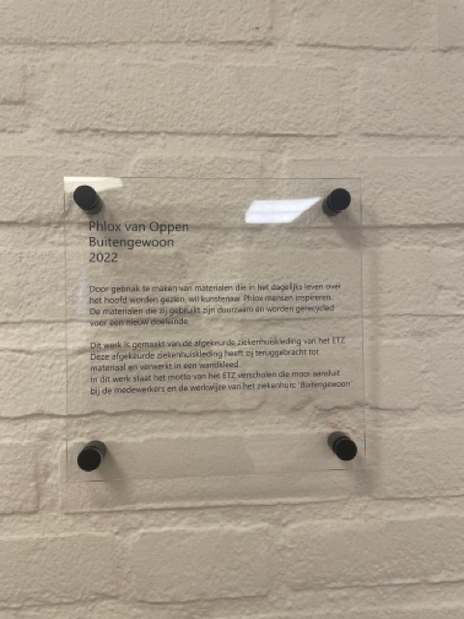 Phlox van Oppen
Buitengewoon
2022
Door gebruik te maken van materialen die in het dagelijks leven over
het hoofd worden gezien, wil kunstenaar Phlox mensen inspireren.
De materialen die zij gebruikt zijn duurzaam en worden gerecycled
voor een nieuw doeleinde.
Dit werk is gemaakt van de afgekeurde ziekenhuiskleding van het ETZ
Deze afgekeurde ziekenhuiskleding heeft zij teruggebracht tot
materiaal en verwerkt in een wandkleed.
In dit werk staat het motto van het ETZ verscholen die mooi aansluit
bij de medewerkers en de werkwijze van het ziekenhuis: 'Buitengewoon'